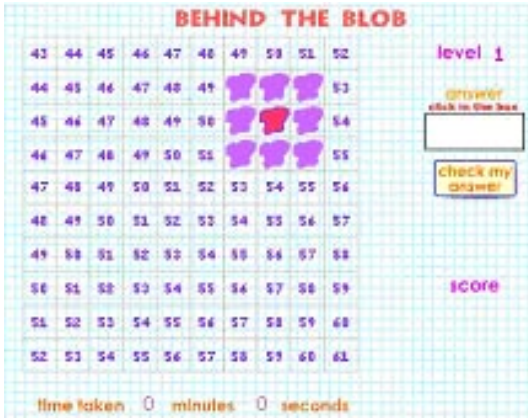 BEHIND THE BLOB
level 1
answer
click in the box
check my
answer
score
43 44 45 46 47 48 49 50 51 52
44 45 46 47 48 49 53
45 46 47 48 49 50 54
46 47 48 49 50 51 55
47 48 49 50 51 52 53 54 55 56
48 49 50 51 52 53 54 55 56 57
49 50 51 52 53 54 55 56 57 58
50 51 52 53 54 55 56 57 58 59
51 52 53 54 55 56 57 58 59 60
52 53 54 55 56 57 58 59 60 61
time taken 0 minutes 0 seconds